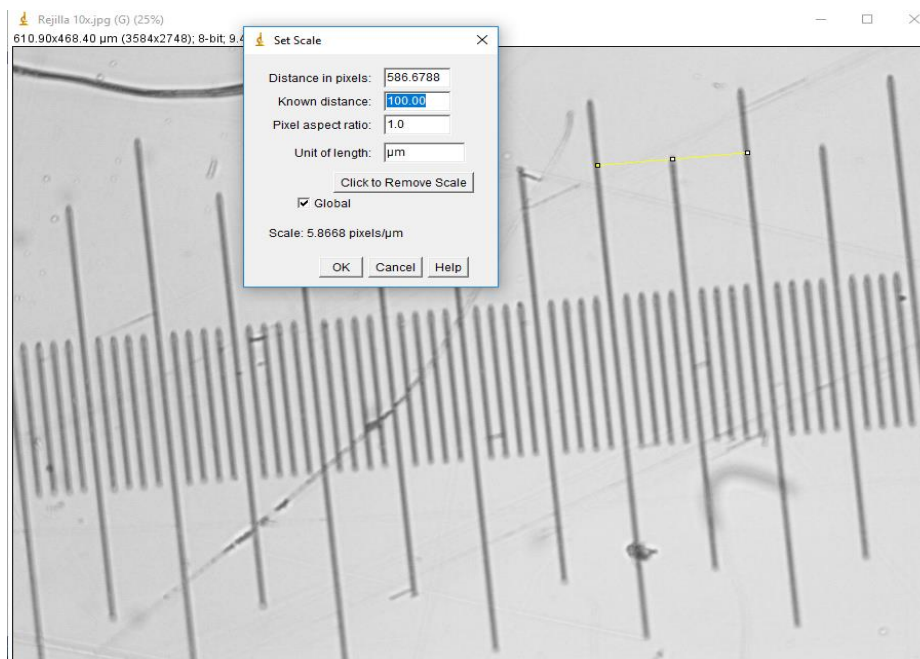 Rejilla 10x.jpg (G) (25%)
610.90x468.40 µm (3584x2748); 8-bit; 9.4
Set Scale
Distance in pixels: 586.6788
Known distance: 100.00
Pixel aspect ratio: 1.0
Unit of length: µm
Click to Remove Scale
Global
Scale: 5.8668 pixels/µm
OK Cancel Help